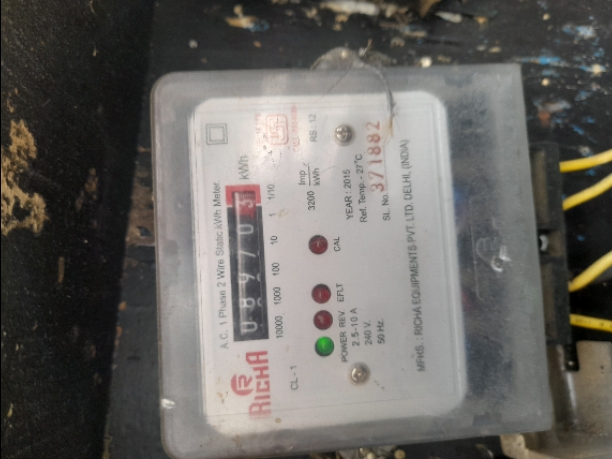 A.C. 1 Phase 2 Wire Static kWh Meter
08970
kWh
10000 1000 100 10 1 1/10
RICHA
CL - 1
3200 Imp / kWh
RS - 12
POWER REV. EFLT CAL
2.5-10 A
240 V.
50 Hz.
YEAR : 2015
Ref. Temp. - 27°C
SL. No. 371882
MFRS. : RICHA EQUIPMENTS PVT. LTD. DELHI, (INDIA)